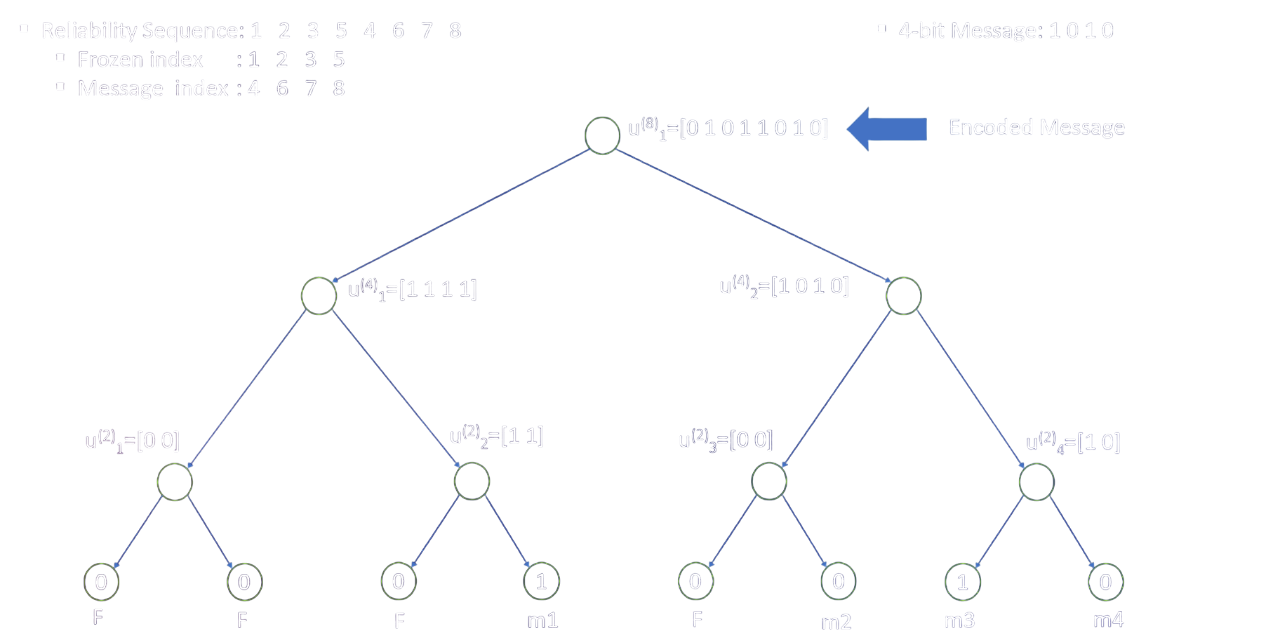 Reliability Sequence: 1 2 3 5 4 6 7 8
4-bit Message: 1 0 1 0
Frozen index : 1 2 3 5
Message index : 4 6 7 8
u(8)1=[0 1 0 1 1 0 1 0]
Encoded Message
u(4)1=[1 1 1 1]
u(4)2=[1 0 1 0]
u(2)1=[0 0]
u(2)2=[1 1]
u(2)3=[0 0]
u(2)4=[1 0]
0 0 0 1 0 0 1 0
F F F m1 F m2 m3 m4